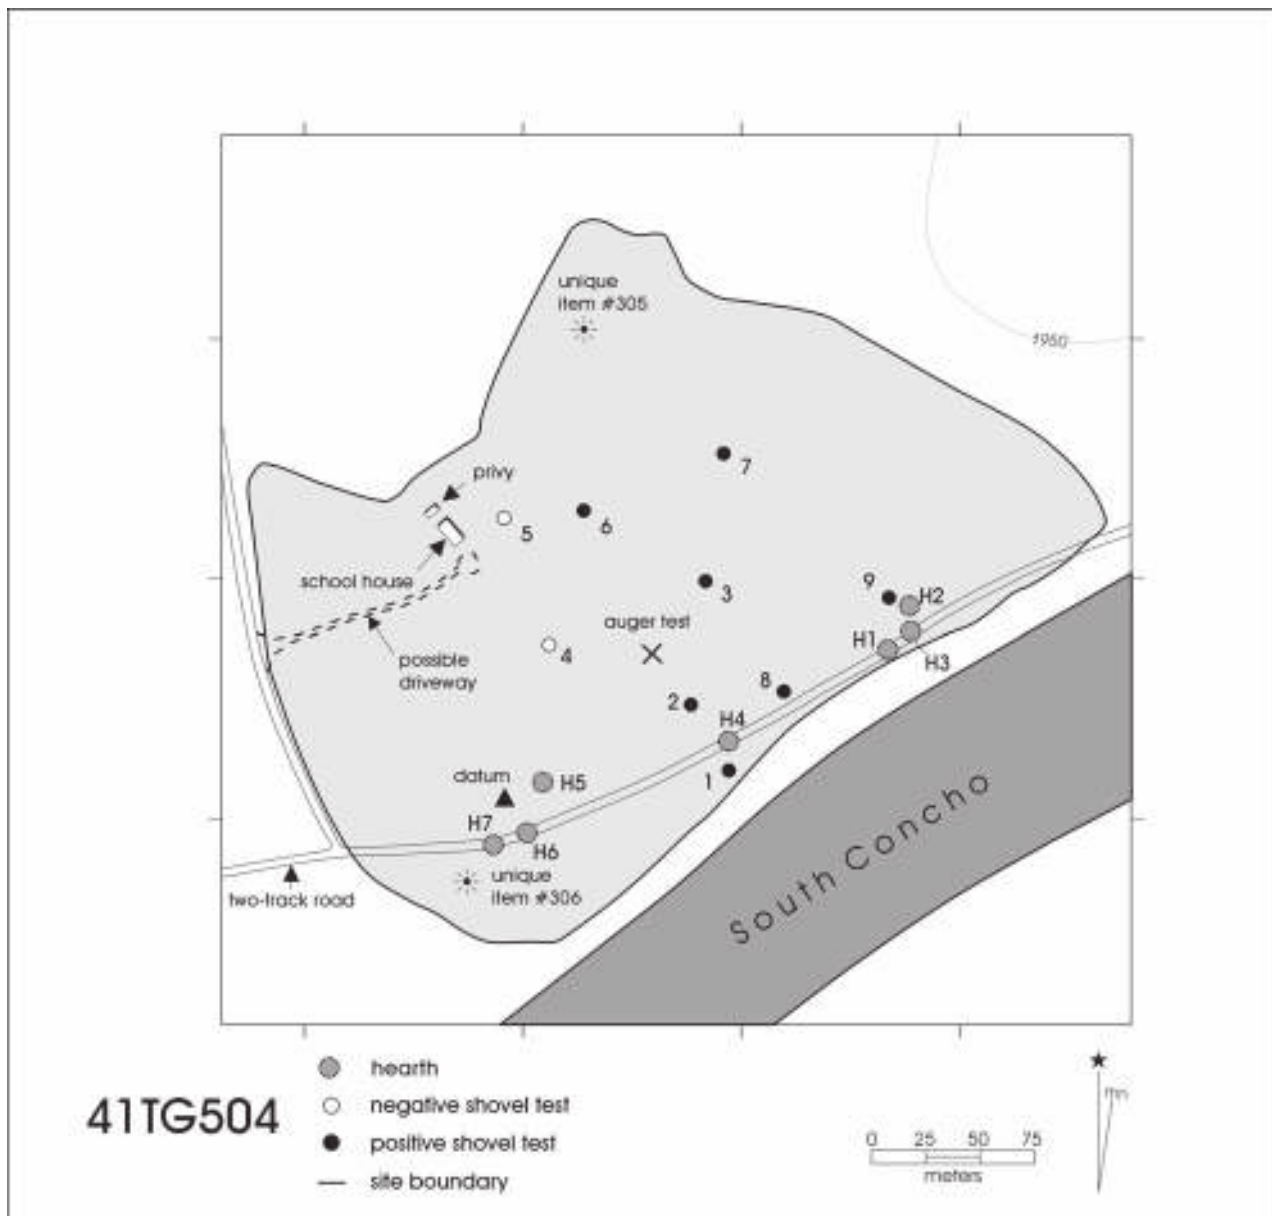 unique
item #305
1950
7
privy
5
6
school house
3
9
H2
auger test
H1
H3
4
possible
driveway
2
8
H4
datum
H5
1
H7
H6
unique
item #306
two-track road
South Concho
41TG504
hearth
negative shovel test
positive shovel test
site boundary
0 25 50 75
meters
mn